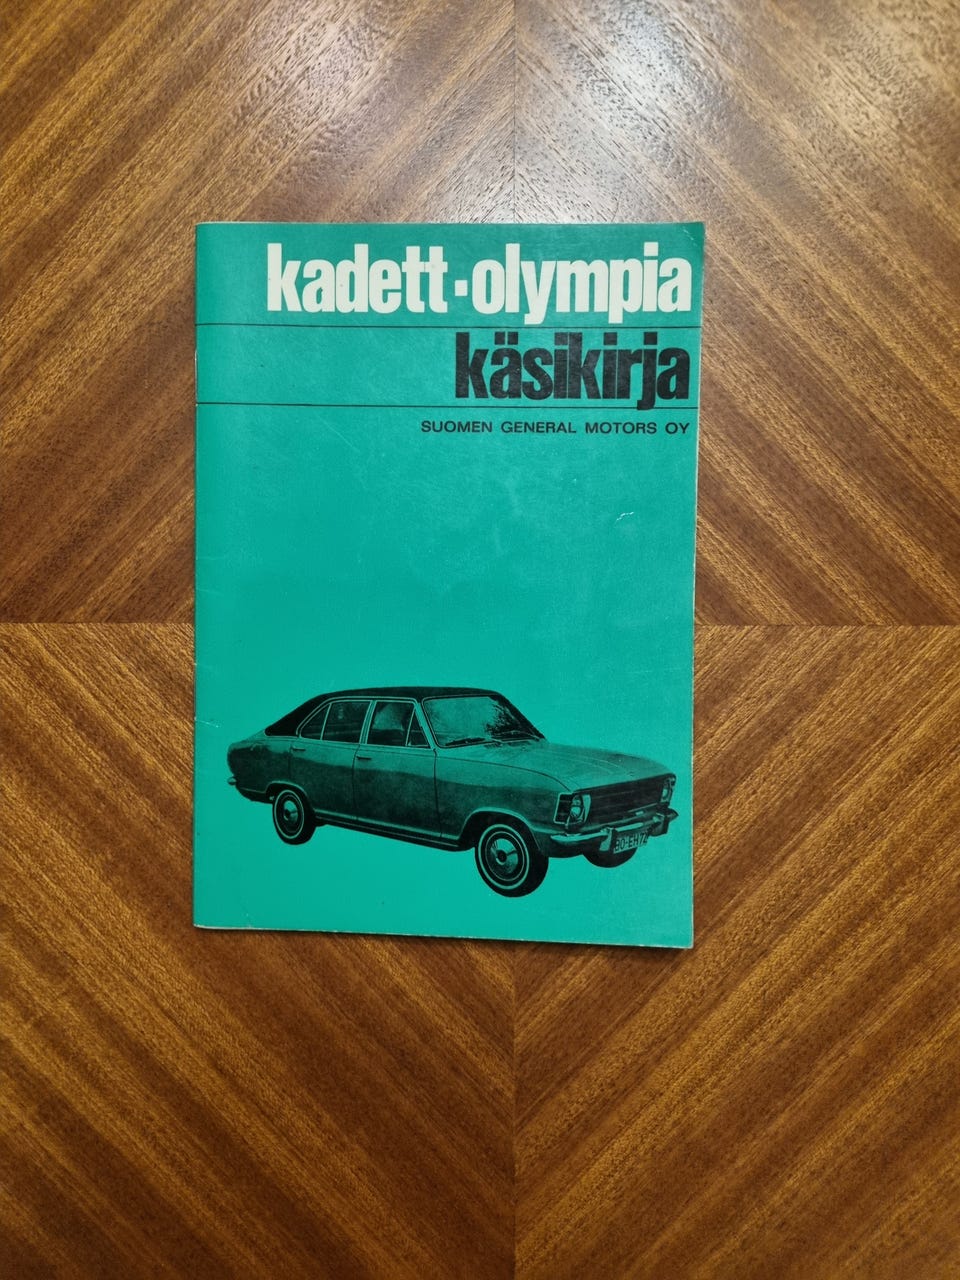 kadett·olympia
käsikirja
SUOMEN GENERAL MOTORS OY